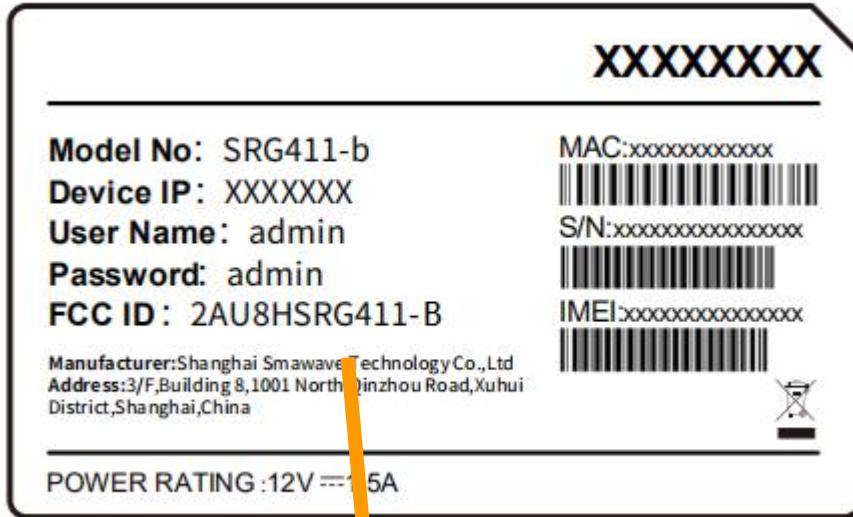 XXXXXXXX
Model No: SRG411-b
Device IP: XXXXXXX
User Name: admin
Password: admin
FCC ID: 2AU8HSRG411-B
Manufacturer:Shanghai Smawave Technology Co.,Ltd
Address:3/F,Building 8,1001 North Qinzhou Road,Xuhui
District,Shanghai,China
MAC:xxxxxxxxxxxx
S/N:xxxxxxxxxxxxxxxx
IMEI:xxxxxxxxxxxxxxx
POWER RATING :12V ⎓